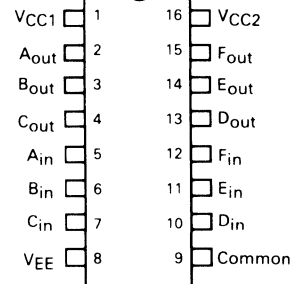 VCC1 1 16 VCC2
Aout 2 15 Fout
Bout 3 14 Eout
Cout 4 13 Dout
Ain 5 12 Fin
Bin 6 11 Ein
Cin 7 10 Din
VEE 8 9 Common